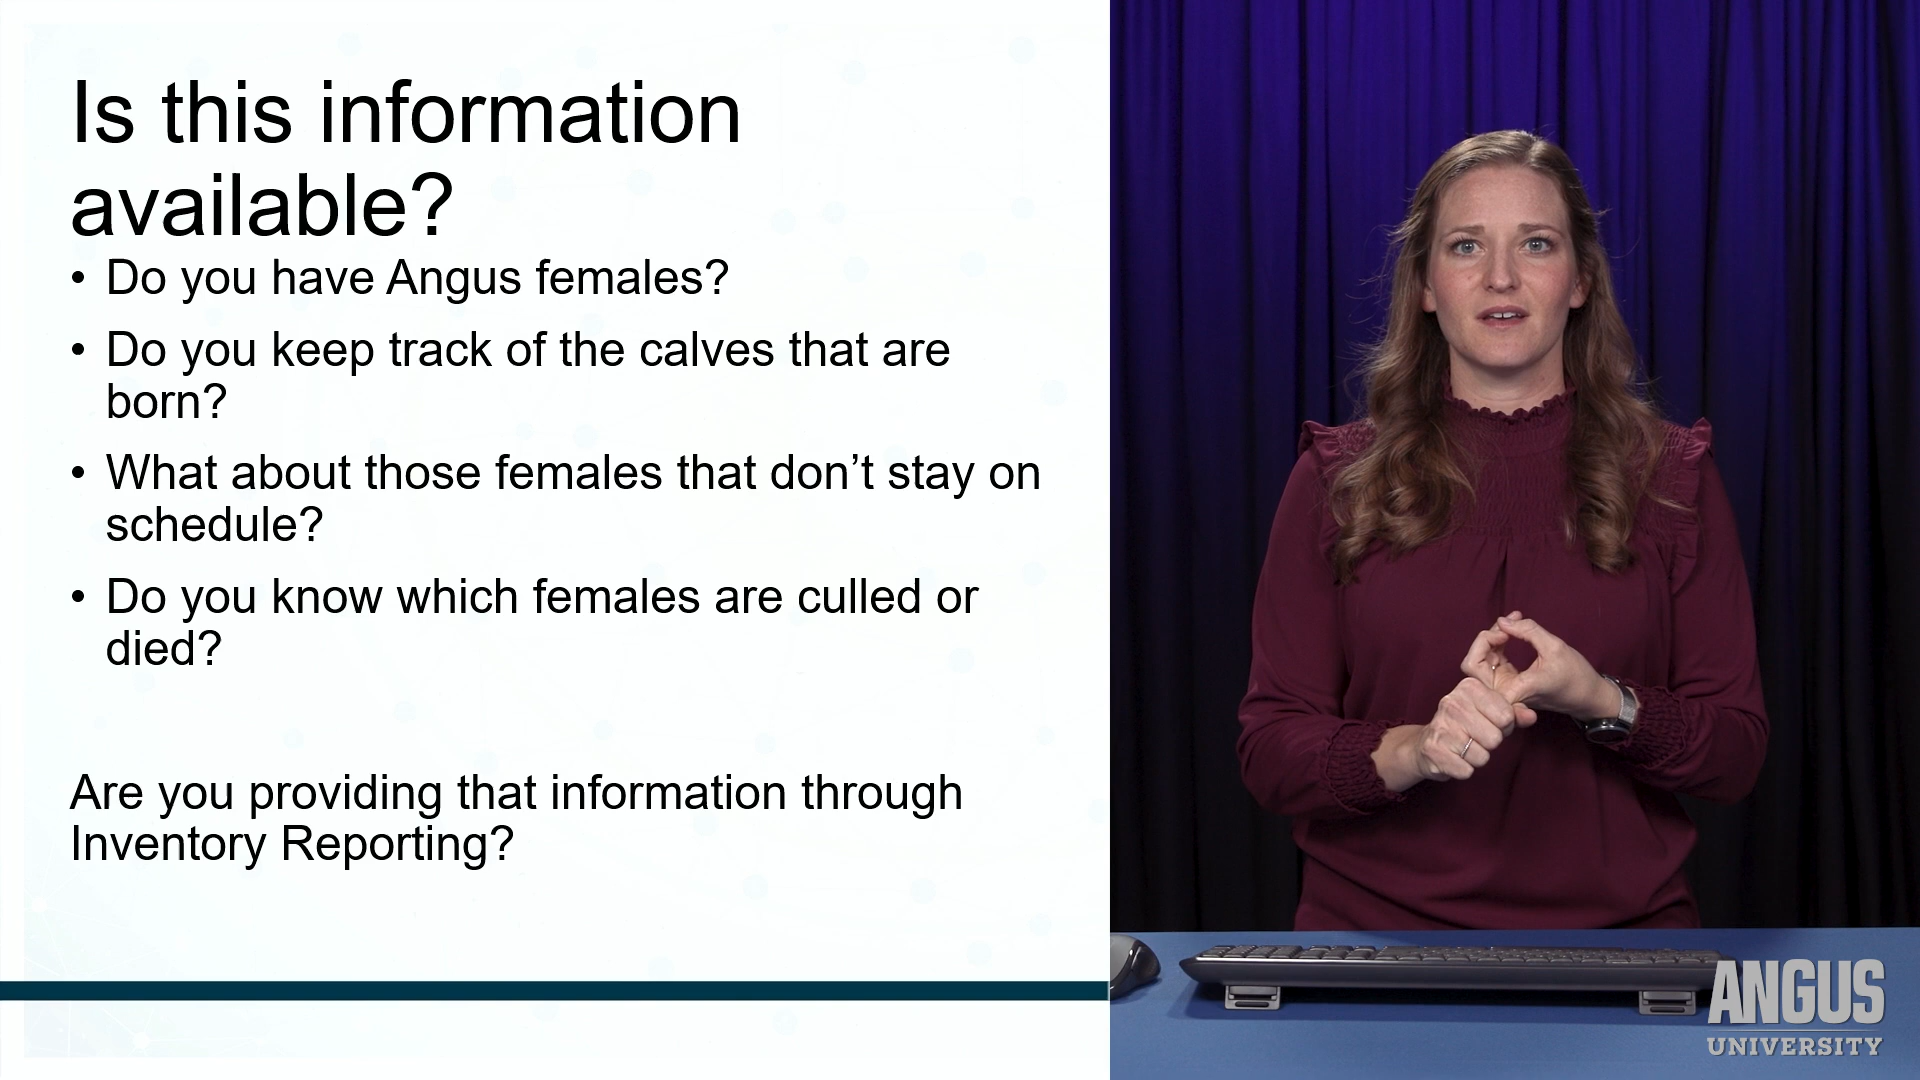 Is this information
available?
• Do you have Angus females?
• Do you keep track of the calves that are
born?
• What about those females that don’t stay on
schedule?
• Do you know which females are culled or
died?
Are you providing that information through
Inventory Reporting?
ANGUS
UNIVERSITY